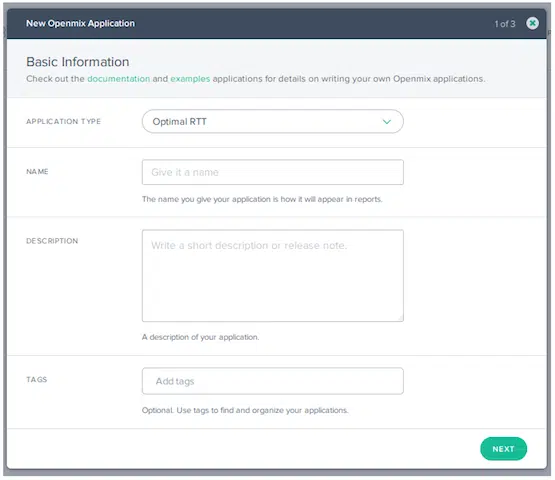 New Openmix Application
1 of 3
Basic Information
Check out the documentation and examples applications for details on writing your own Openmix applications.
APPLICATION TYPE
Optimal RTT
NAME
Give it a name
The name you give your application is how it will appear in reports.
DESCRIPTION
Write a short description or release note.
A description of your application.
TAGS
Add tags
Optional. Use tags to find and organize your applications.
NEXT